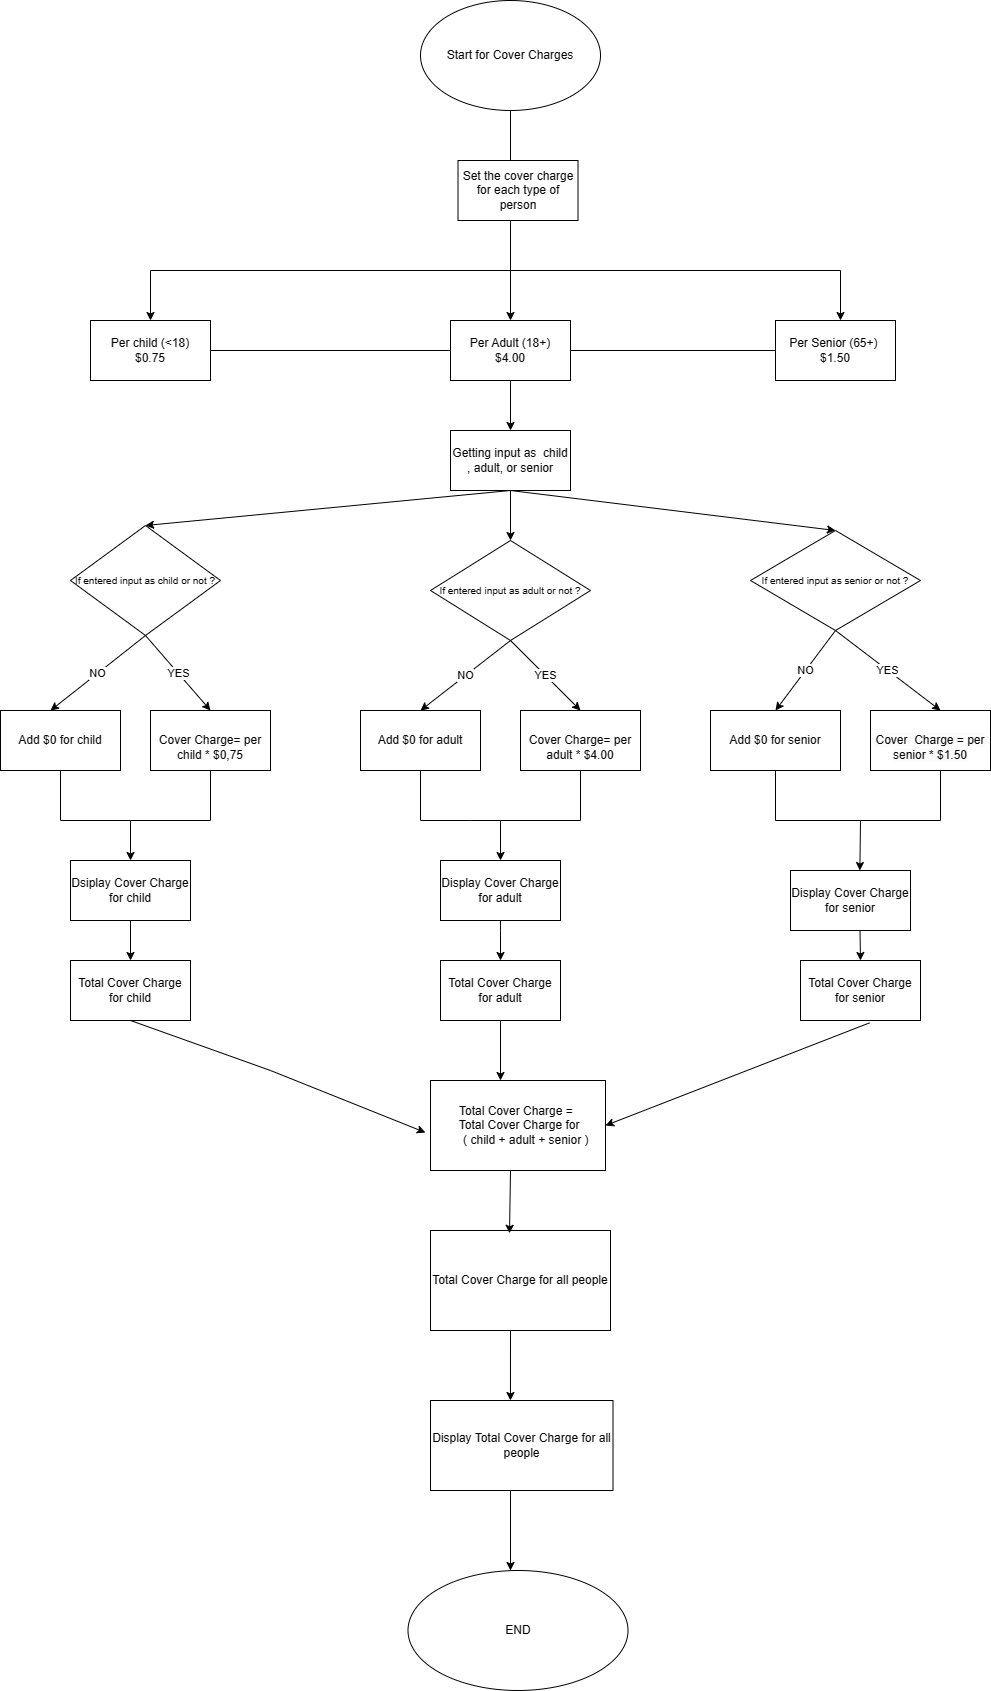 Start for Cover Charges
Set the cover charge
for each type of
person
Per child (<18)
$0.75
Per Adult (18+)
$4.00
Per Senior (65+)
$1.50
Getting input as  child
, adult, or senior
If entered input as child or not ?
If entered input as adult or not ?
If entered input as senior or not ?
NO
YES
NO
YES
NO
YES
Add $0 for child
Cover Charge= per
child * $0,75
Add $0 for adult
Cover Charge= per
adult * $4.00
Add $0 for senior
Cover  Charge = per
senior * $1.50
Dsiplay Cover Charge
for child
Display Cover Charge
for adult
Display Cover Charge
for senior
Total Cover Charge
for child
Total Cover Charge
for adult
Total Cover Charge
for senior
Total Cover Charge =
Total Cover Charge for
( child + adult + senior )
Total Cover Charge for all people
Display Total Cover Charge for all
people
END